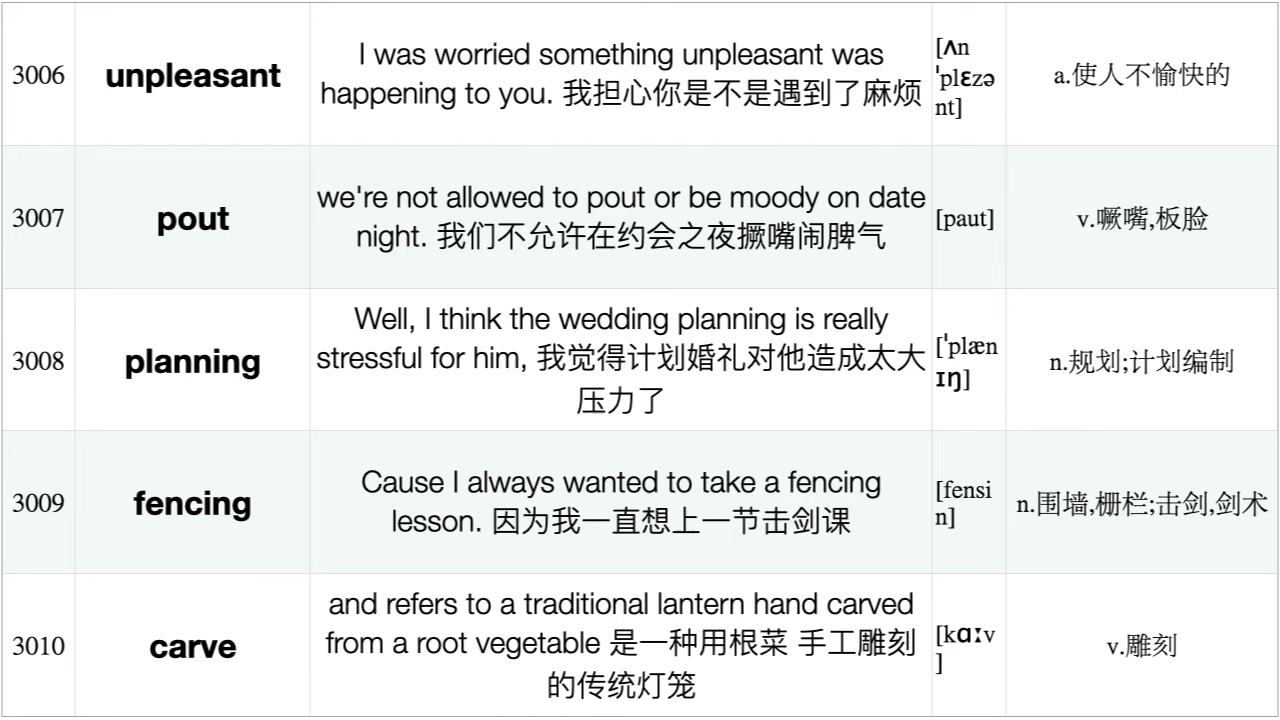 3006
unpleasant
I was worried something unpleasant was
happening to you. 我担心你是不是遇到了麻烦
[ʌn
ˈplɛzə
nt]
a.使人不愉快的
3007
pout
we're not allowed to pout or be moody on date
night. 我们不允许在约会之夜撅嘴闹脾气
[paut]
v.噘嘴,板脸
3008
planning
Well, I think the wedding planning is really
stressful for him, 我觉得计划婚礼对他造成太大
压力了
[ˈplæn
ɪŋ]
n.规划;计划编制
3009
fencing
Cause I always wanted to take a fencing
lesson. 因为我一直想上一节击剑课
[fensi
n]
n.围墙,栅栏;击剑,剑术
3010
carve
and refers to a traditional lantern hand carved
from a root vegetable 是一种用根菜 手工雕刻
的传统灯笼
[kɑːv
]
v.雕刻